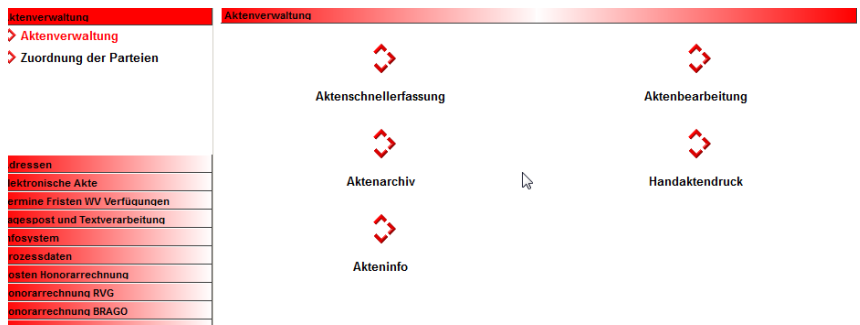 Aktenverwaltung
Aktenverwaltung
Zuordnung der Parteien
dressen
lektronische Akte
ermine Fristen WV Verfügungen
agespost und Textverarbeitung
nfosystem
rozessdaten
osten Honorarrechnung
onorarrechnung RVG
onorarrechnung BRAGO
Aktenverwaltung
Aktenschnellerfassung
Aktenbearbeitung
Aktenarchiv
Handaktendruck
Akteninfo